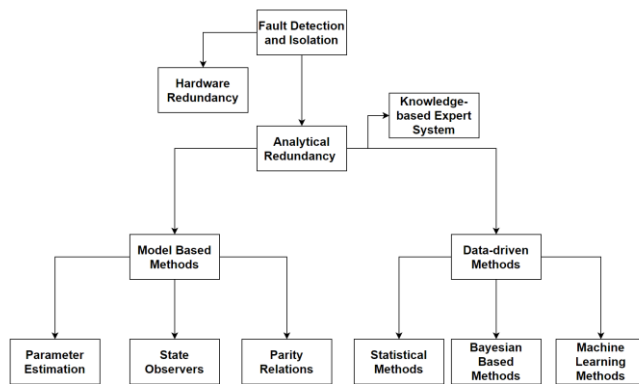 Fault Detection
and Isolation
Hardware
Redundancy
Knowledge-
based Expert
System
Analytical
Redundancy
Model Based
Methods
Data-driven
Methods
Parameter
Estimation
State
Observers
Parity
Relations
Statistical
Methods
Bayesian
Based Methods
Machine
Learning
Methods